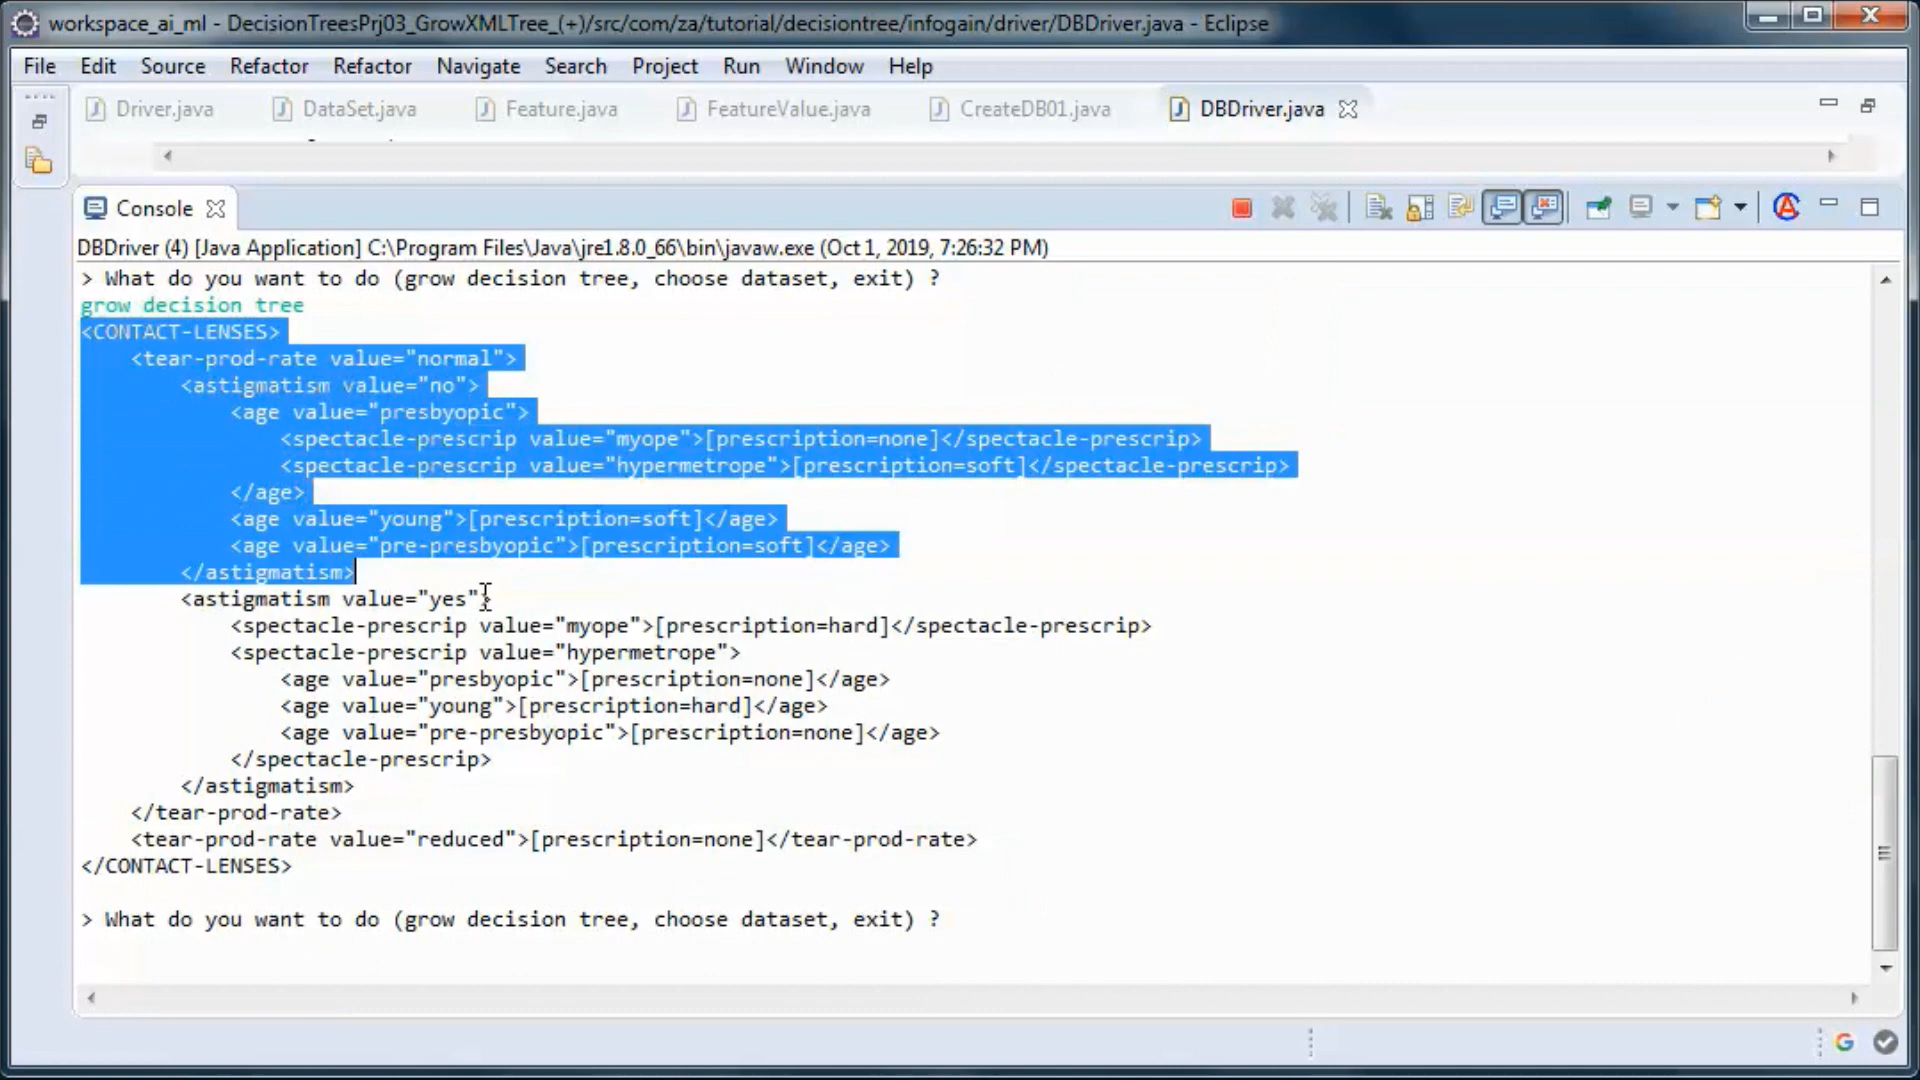 workspace_ai_ml - DecisionTreesPrj03_GrowXMLTree_(+)/src/com/za/tutorial/decisiontree/infogain/driver/DBDriver.java - Eclipse
File Edit Source Refactor Refactor Navigate Search Project Run Window Help
Driver.java DataSet.java Feature.java FeatureValue.java CreateDB01.java DBDriver.java
Console
DBDriver (4) [Java Application] C:\Program Files\Java\jre1.8.0_66\bin\javaw.exe (Oct 1, 2019, 7:26:32 PM)
> What do you want to do (grow decision tree, choose dataset, exit) ?
grow decision tree
<CONTACT-LENSES>
    <tear-prod-rate value="normal">
        <astigmatism value="no">
            <age value="presbyopic">
                <spectacle-prescrip value="myope">[prescription=none]</spectacle-prescrip>
                <spectacle-prescrip value="hypermetrope">[prescription=soft]</spectacle-prescrip>
            </age>
            <age value="young">[prescription=soft]</age>
            <age value="pre-presbyopic">[prescription=soft]</age>
        </astigmatism>
        <astigmatism value="yes">
            <spectacle-prescrip value="myope">[prescription=hard]</spectacle-prescrip>
            <spectacle-prescrip value="hypermetrope">
                <age value="presbyopic">[prescription=none]</age>
                <age value="young">[prescription=hard]</age>
                <age value="pre-presbyopic">[prescription=none]</age>
            </spectacle-prescrip>
        </astigmatism>
    </tear-prod-rate>
    <tear-prod-rate value="reduced">[prescription=none]</tear-prod-rate>
</CONTACT-LENSES>
> What do you want to do (grow decision tree, choose dataset, exit) ?